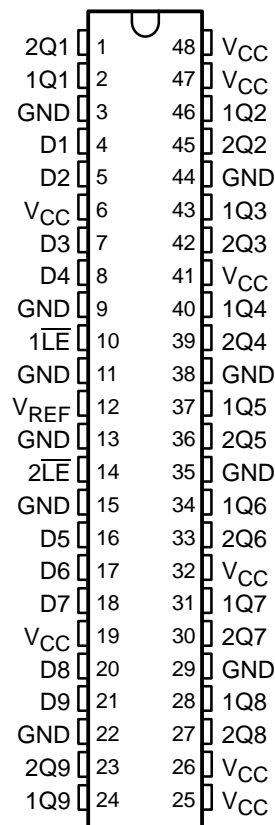 2Q1 1 48 VCC
1Q1 2 47 VCC
GND 3 46 1Q2
D1 4 45 2Q2
D2 5 44 GND
VCC 6 43 1Q3
D3 7 42 2Q3
D4 8 41 VCC
GND 9 40 1Q4
1L̅E̅ 10 39 2Q4
GND 11 38 GND
VREF 12 37 1Q5
GND 13 36 2Q5
2L̅E̅ 14 35 GND
GND 15 34 1Q6
D5 16 33 2Q6
D6 17 32 VCC
D7 18 31 1Q7
VCC 19 30 2Q7
D8 20 29 GND
D9 21 28 1Q8
GND 22 27 2Q8
2Q9 23 26 VCC
1Q9 24 25 VCC